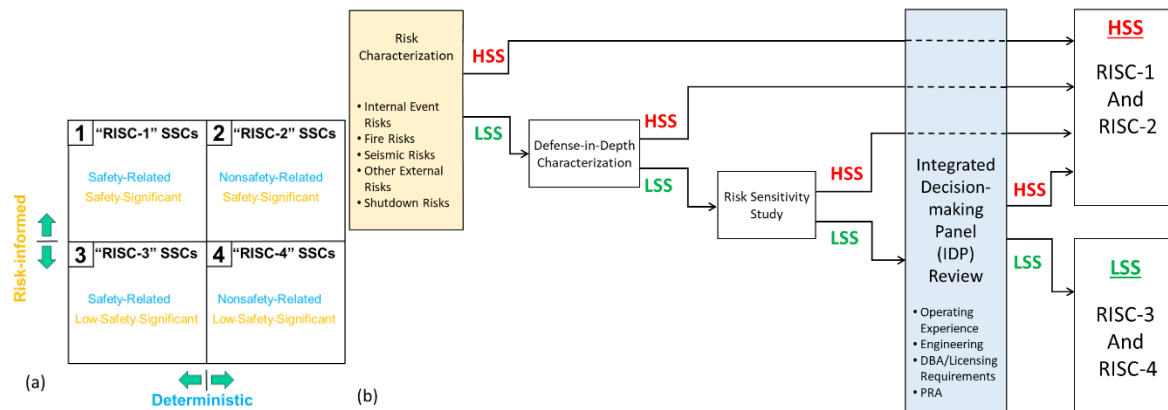 1 "RISC-1" SSCs
Safety-Related
Safety-Significant
2 "RISC-2" SSCs
Nonsafety-Related
Safety-Significant
3 "RISC-3" SSCs
Safety-Related
Low-Safety-Significant
4 "RISC-4" SSCs
Nonsafety-Related
Low-Safety-Significant
Risk-informed
Deterministic
(a)
(b)
Risk
Characterization
• Internal Event
Risks
• Fire Risks
• Seismic Risks
• Other External
Risks
• Shutdown Risks
HSS
LSS
Defense-in-Depth
Characterization
HSS
LSS
Risk Sensitivity
Study
HSS
LSS
Integrated
Decision-
making
Panel
(IDP)
Review
• Operating
Experience
• Engineering
• DBA/Licensing
Requirements
• PRA
HSS
LSS
HSS
RISC-1
And
RISC-2
LSS
RISC-3
And
RISC-4